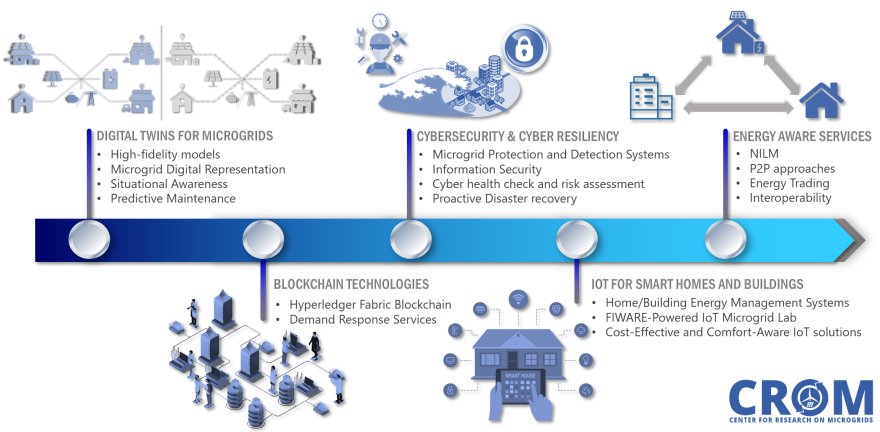 DIGITAL TWINS FOR MICROGRIDS
• High-fidelity models
• Microgrid Digital Representation
• Situational Awareness
• Predictive Maintenance
BLOCKCHAIN TECHNOLOGIES
• Hyperledger Fabric Blockchain
• Demand Response Services
CYBERSECURITY & CYBER RESILIENCY
• Microgrid Protection and Detection Systems
• Information Security
• Cyber health check and risk assessment
• Proactive Disaster recovery
IOT FOR SMART HOMES AND BUILDINGS
• Home/Building Energy Management Systems
• FIWARE-Powered IoT Microgrid Lab
• Cost-Effective and Comfort-Aware IoT solutions
SMART HOUSE
ENERGY AWARE SERVICES
• NILM
• P2P approaches
• Energy Trading
• Interoperability
CROM
CENTER FOR RESEARCH ON MICROGRIDS